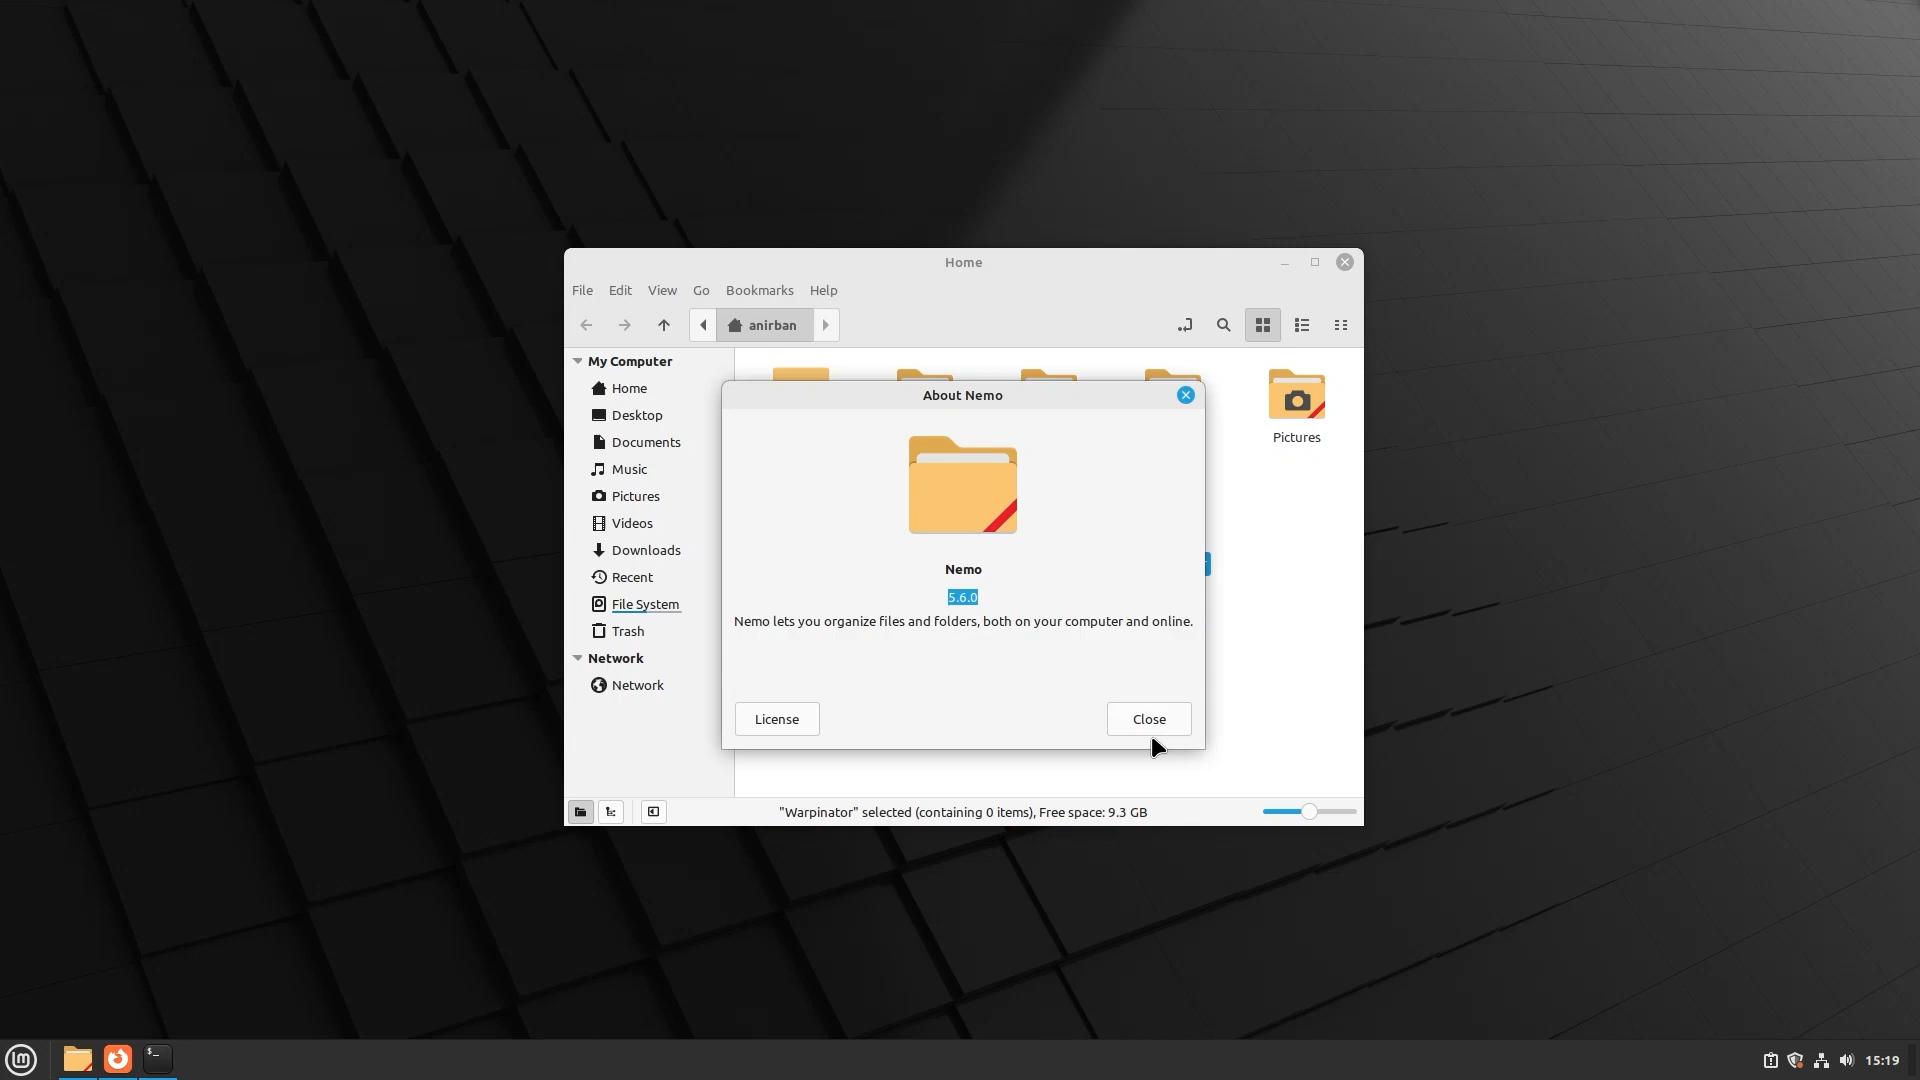 Home
File Edit View Go Bookmarks Help
anirban
My Computer
Home
Desktop
Documents
Music
Pictures
Videos
Downloads
Recent
File System
Trash
Network
Network
Pictures
About Nemo
Nemo
5.6.0
Nemo lets you organize files and folders, both on your computer and online.
License
Close
"Warpinator" selected (containing 0 items), Free space: 9.3 GB
$_
15:19